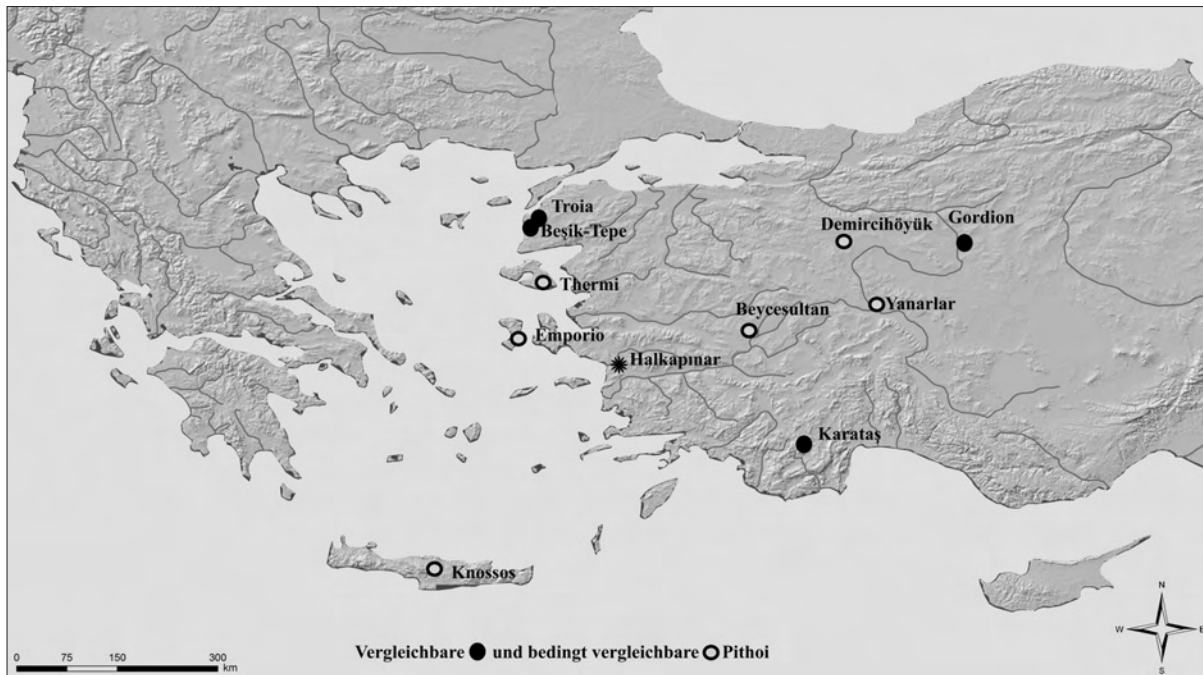 Troia
Beşik-Tepe
Demircihöyük
Gordion
Thermi
Beycesultan
Yanarlar
Emporio
Halkapınar
Karataş
Knossos
N
W E
S
Vergleichbare und bedingt vergleichbare Pithoi
0 75 150 300
km